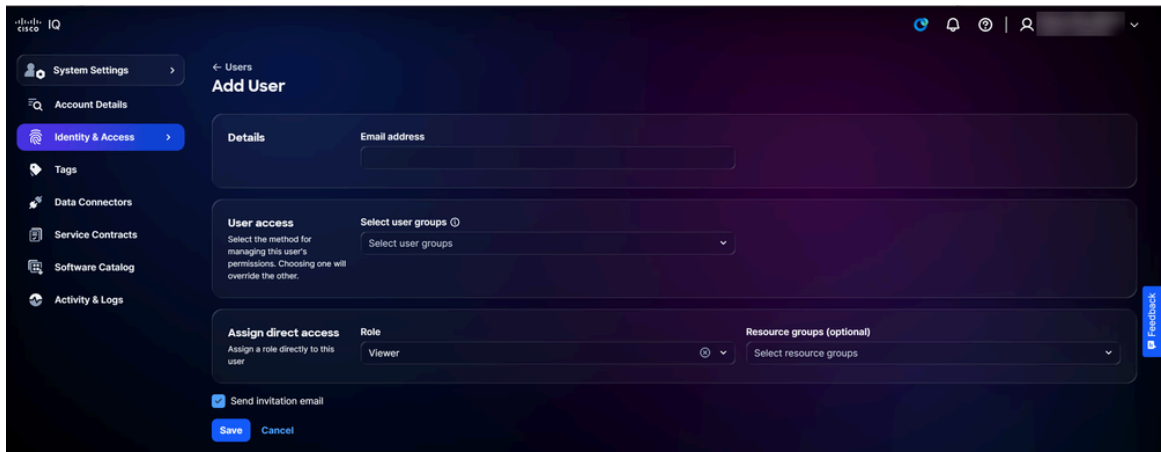 cisco IQ
System Settings
Account Details
Identity & Access
Tags
Data Connectors
Service Contracts
Software Catalog
Activity & Logs
← Users
Add User
Details
Email address
User access
Select the method for
managing this user's
permissions. Choosing one will
override the other.
Select user groups
Select user groups
Assign direct access
Assign a role directly to this
user
Role
Viewer
Resource groups (optional)
Select resource groups
Send invitation email
Save Cancel
Feedback